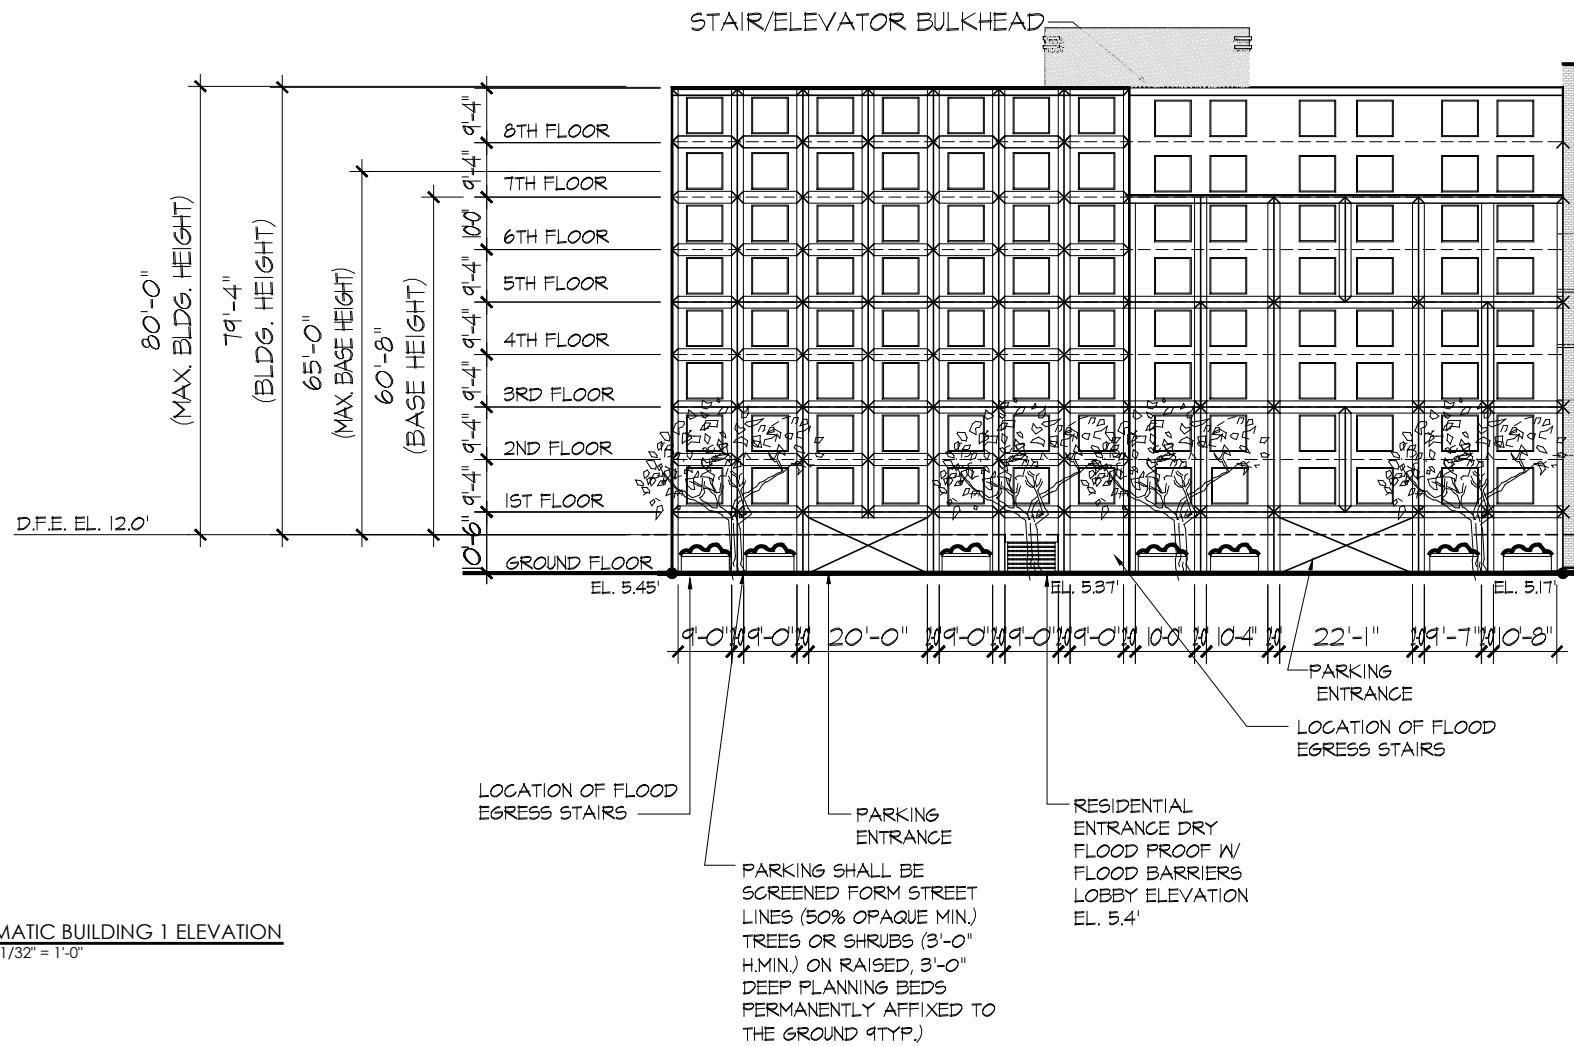 STAIR/ELEVATOR BULKHEAD
80'-0"
(MAX. BLDG. HEIGHT)
79'-4"
(BLDG. HEIGHT)
65'-0"
(MAX. BASE HEIGHT)
60'-8"
(BASE HEIGHT)
9'-4"
8TH FLOOR
9'-4"
7TH FLOOR
10'-0"
6TH FLOOR
9'-4"
5TH FLOOR
9'-4"
4TH FLOOR
9'-4"
3RD FLOOR
9'-4"
2ND FLOOR
9'-4"
1ST FLOOR
D.F.E. EL. 12.0'
GROUND FLOOR
EL. 5.45'
EL. 5.37'
EL. 5.17'
9'-0" 9'-0" 20'-0" 9'-0" 9'-0" 9'-0" 10'-0" 10'-4" 22'-1" 9'-7" 10'-8"
PARKING
ENTRANCE
LOCATION OF FLOOD
EGRESS STAIRS
LOCATION OF FLOOD
EGRESS STAIRS
PARKING
ENTRANCE
RESIDENTIAL
ENTRANCE DRY
FLOOD PROOF W/
FLOOD BARRIERS
LOBBY ELEVATION
EL. 5.4'
PARKING SHALL BE
SCREENED FORM STREET
LINES (50% OPAQUE MIN.)
TREES OR SHRUBS (3'-0"
H.MIN.) ON RAISED, 3'-0"
DEEP PLANNING BEDS
PERMANENTLY AFFIXED TO
THE GROUND 9TYP.)
MATIC BUILDING 1 ELEVATION
1/32" = 1'-0"